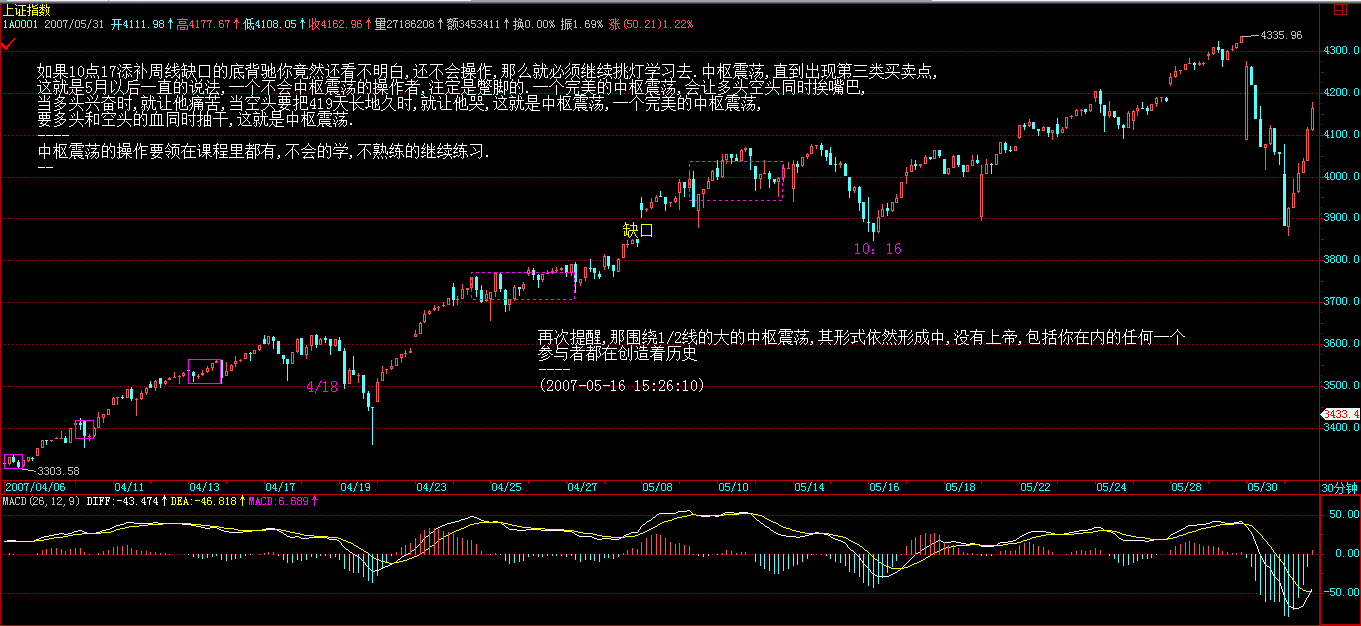 上证指数
1A0001 2007/05/31 开4111.98↑高4177.67↑低4108.05↑收4162.96↑量27186208↑额3453411↑换0.00% 振1.69% 涨(50.21)1.22%
4335.96
如果10点17添补周线缺口的底背驰你竟然还看不明白,还不会操作,那么就必须继续挑灯学习去.中枢震荡,直到出现第三类买卖点,
这就是5月以后一直的说法,一个不会中枢震荡的操作者,注定是蹩脚的.一个完美的中枢震荡,会让多头空头同时挨嘴巴,
当多头兴奋时,就让他痛苦,当空头要把419天长地久时,就让他哭,这就是中枢震荡,一个完美的中枢震荡,
要多头和空头的血同时抽干,这就是中枢震荡.
----
中枢震荡的操作要领在课程里都有,不会的学,不熟练的继续练习.
--
缺口
10：16
再次提醒,那围绕1/2线的大的中枢震荡,其形式依然形成中,没有上帝,包括你在内的任何一个
参与者都在创造着历史
----
(2007-05-16 15:26:10)
4/18
3303.58
4300.0
4200.0
4100.0
4000.0
3900.0
3800.0
3700.0
3600.0
3500.0
3433.4
3400.0
2007/04/06 04/11 04/13 04/17 04/19 04/23 04/25 04/27 05/08 05/10 05/14 05/16 05/18 05/22 05/24 05/28 05/30 30分钟
MACD(26,12,9) DIFF:-43.474↑DEA:-46.818↑MACD:6.689↑
50.00
0.00
-50.00